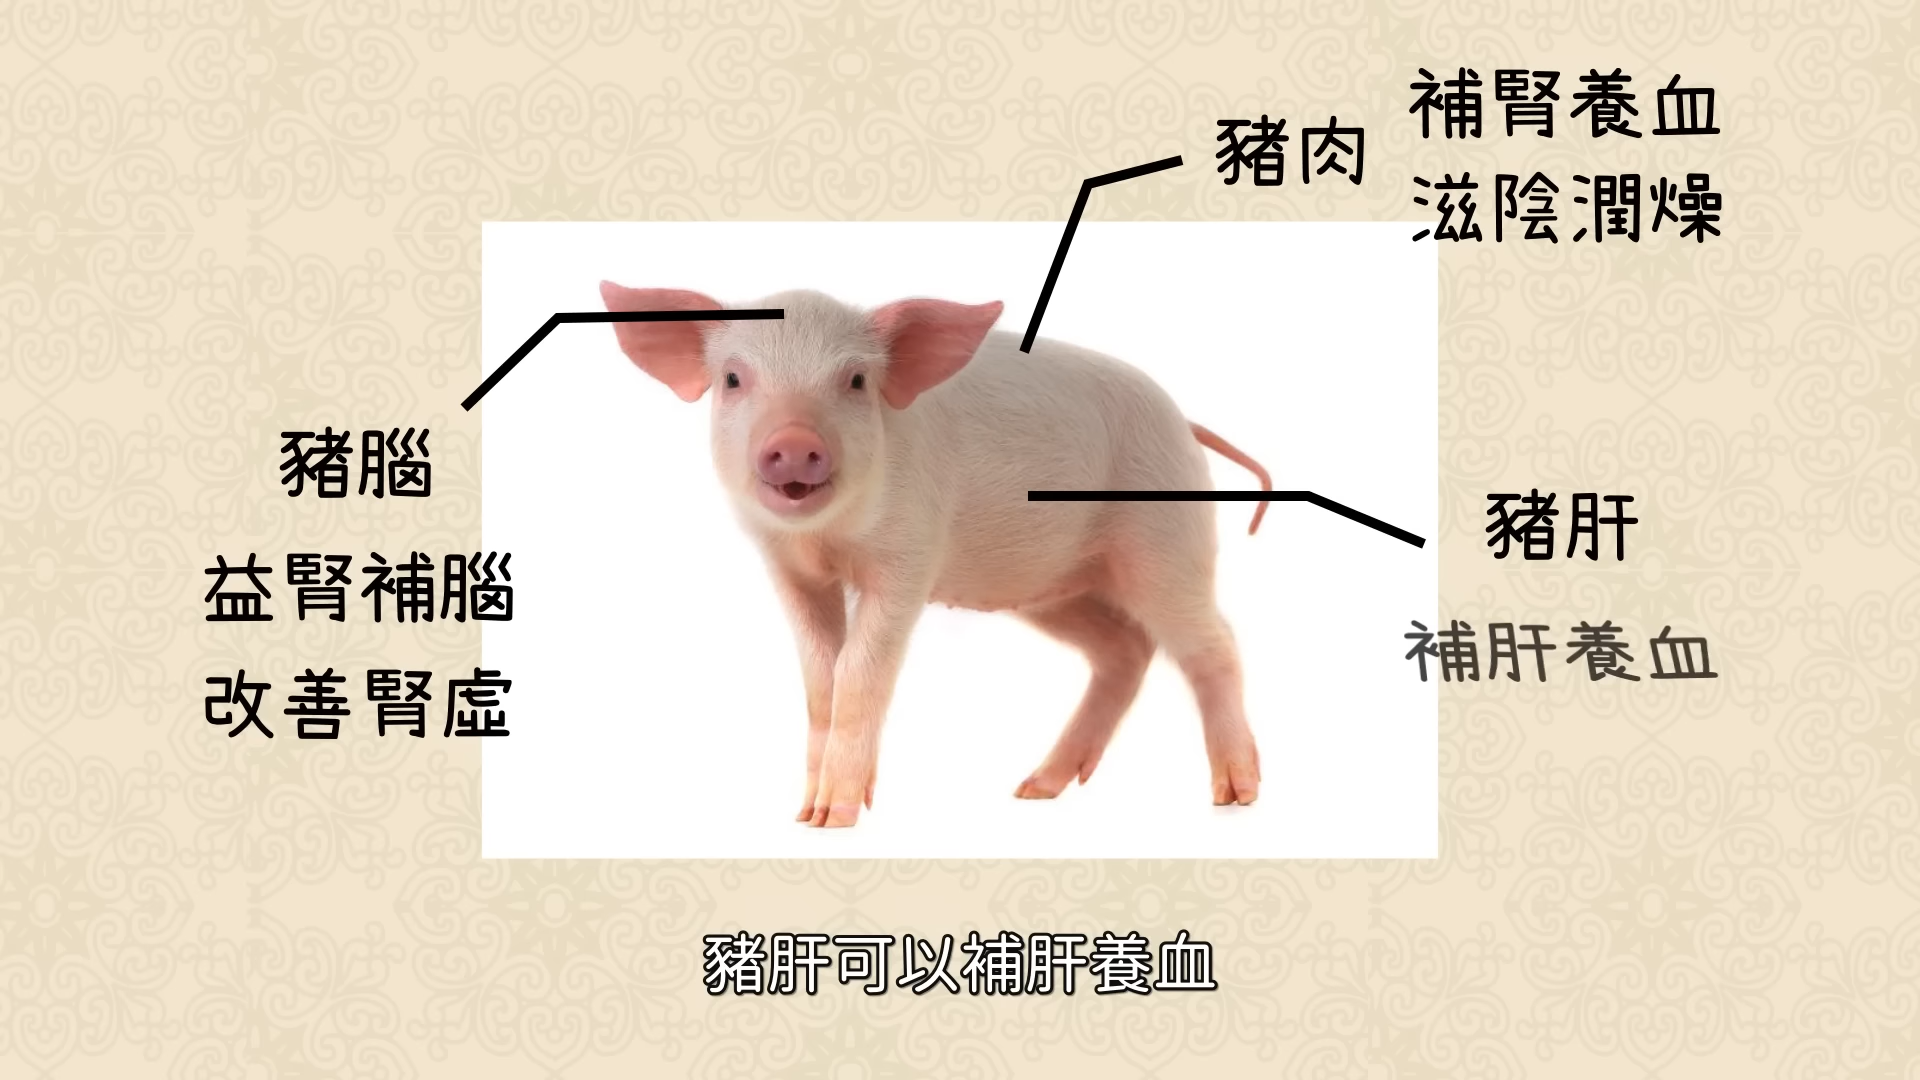 豬肉
補腎養血
滋陰潤燥
豬腦
益腎補腦
改善腎虛
豬肝
補肝養血
豬肝可以補肝養血